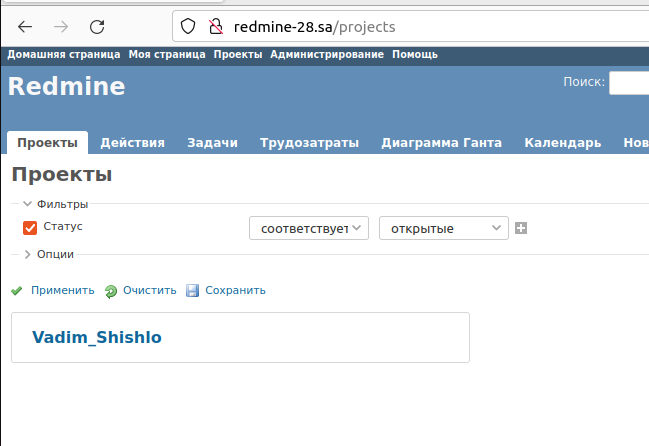 redmine-28.sa/projects
Домашняя страница Моя страница Проекты Администрирование Помощь
Redmine
Поиск:
Проекты Действия Задачи Трудозатраты Диаграмма Ганта Календарь Нов
Проекты
Фильтры
Статус соответствует открытые
Опции
Применить Очистить Сохранить
Vadim_Shishlo